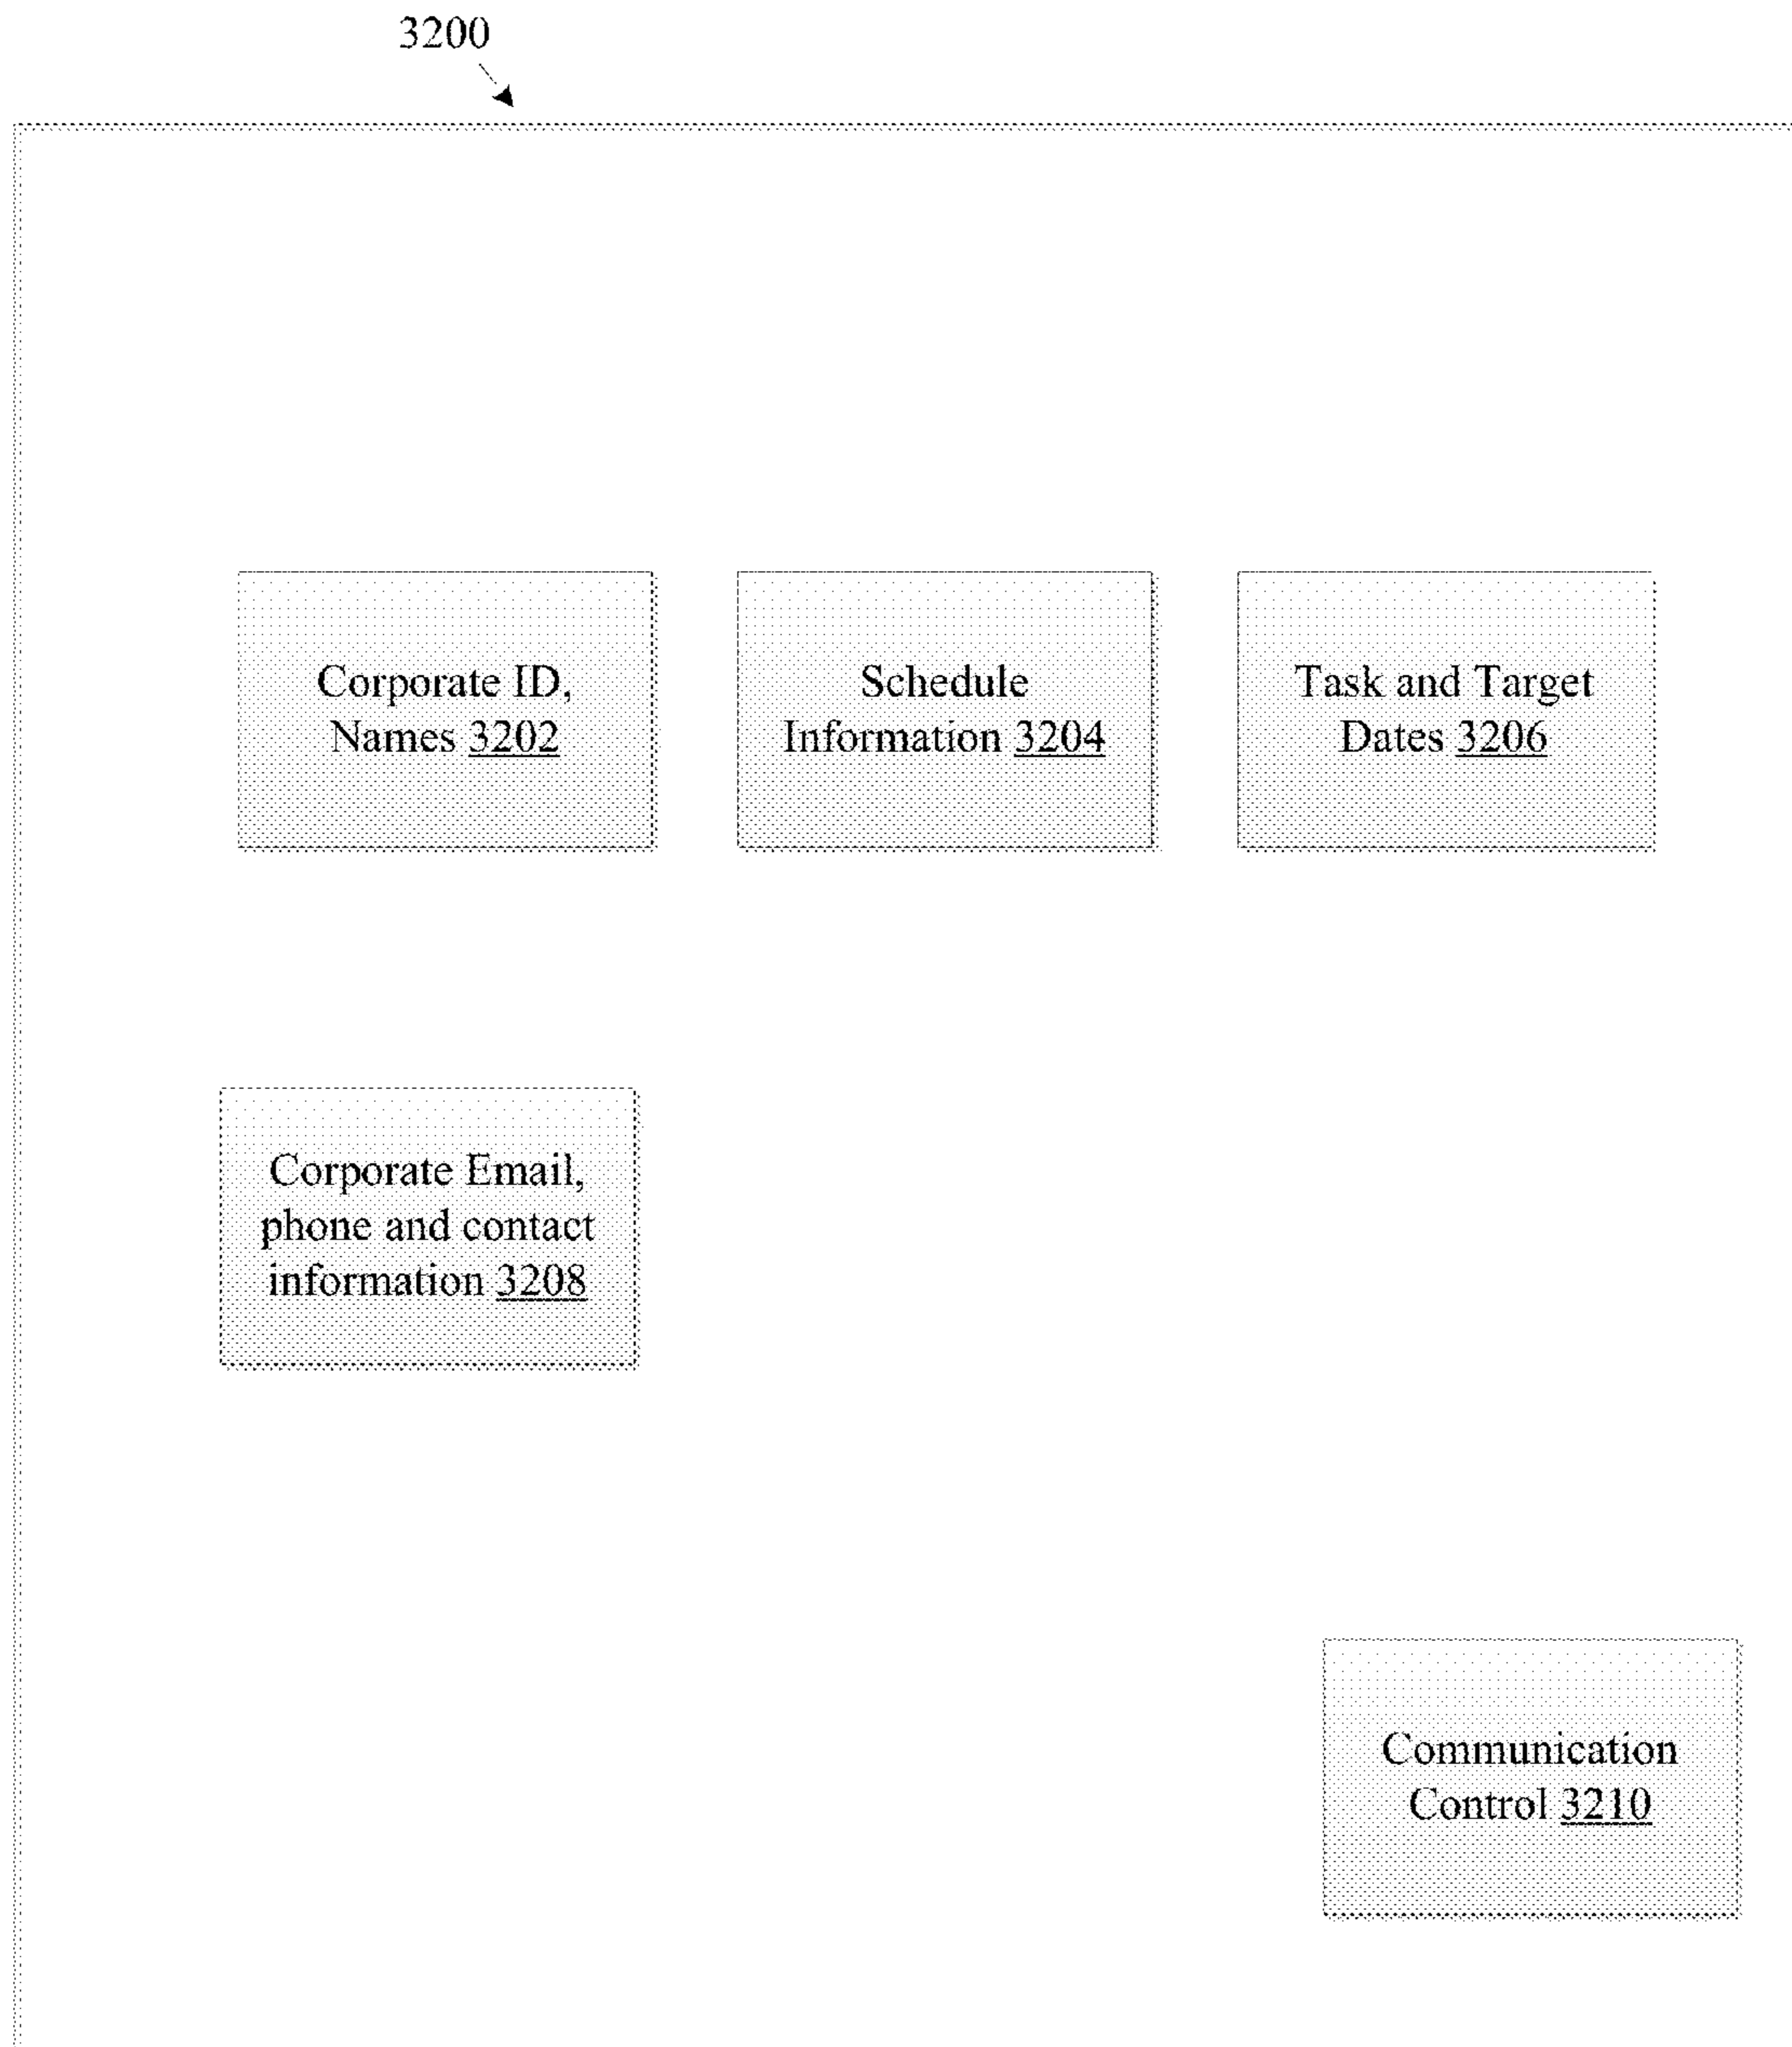 3200
Corporate ID,
Names 3202
Schedule
Information 3204
Task and Target
Dates 3206
Corporate Email,
phone and contact
information 3208
Communication
Control 3210